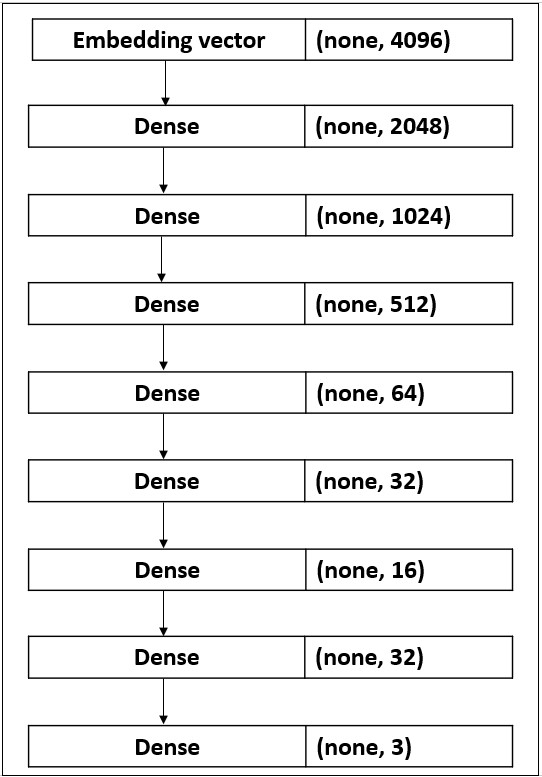 Embedding vector (none, 4096)
Dense (none, 2048)
Dense (none, 1024)
Dense (none, 512)
Dense (none, 64)
Dense (none, 32)
Dense (none, 16)
Dense (none, 32)
Dense (none, 3)